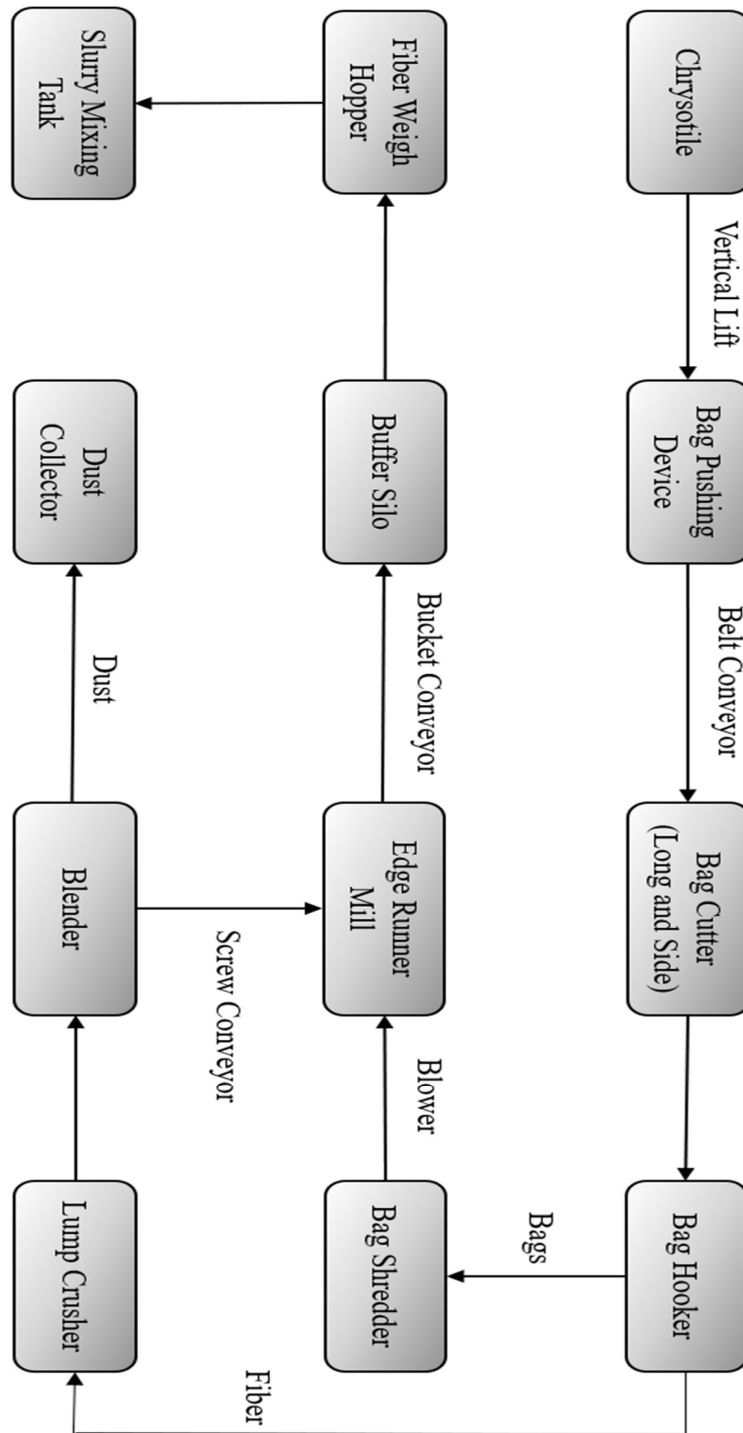 Chrysotile
Vertical Lift
Bag Pushing
Device
Belt Conveyor
Bag Cutter
(Long and Side)
Bag Hooker
Fiber Weigh
Hopper
Buffer Silo
Bucket Conveyor
Edge Runner
Mill
Blower
Bag Shredder
Bags
Slurry Mixing
Tank
Dust
Collector
Dust
Blender
Screw Conveyor
Lump Crusher
Fiber